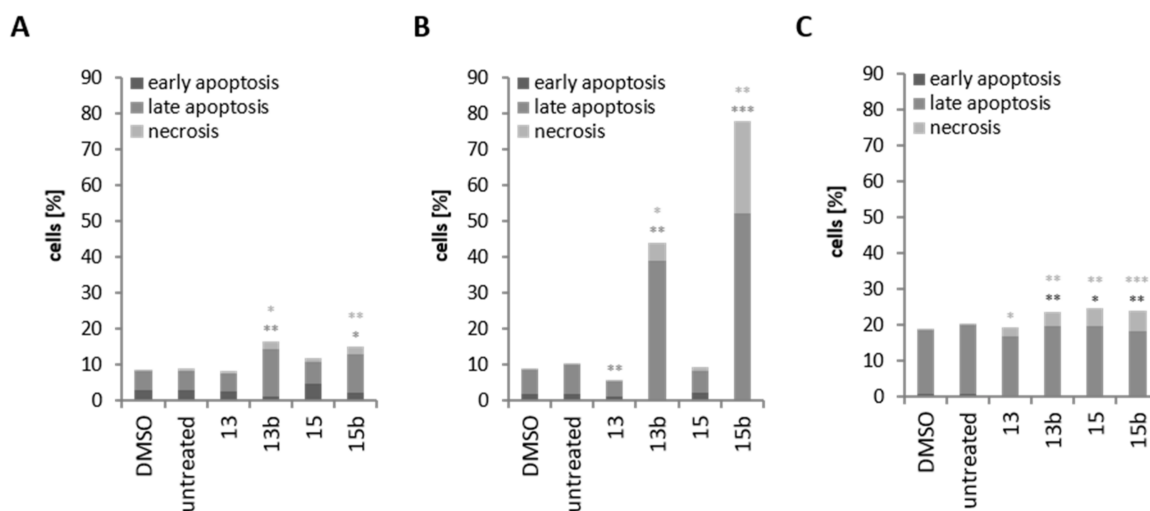 A
cells [%]
90
80
70
60
50
40
30
20
10
0
early apoptosis
late apoptosis
necrosis
*
**
**
*
DMSO
untreated
13
13b
15
15b
B
cells [%]
90
80
70
60
50
40
30
20
10
0
early apoptosis
late apoptosis
necrosis
**
*
**
**
***
DMSO
untreated
13
13b
15
15b
C
cells [%]
90
80
70
60
50
40
30
20
10
0
early apoptosis
late apoptosis
necrosis
*
**
**
**
*
***
**
DMSO
untreated
13
13b
15
15b